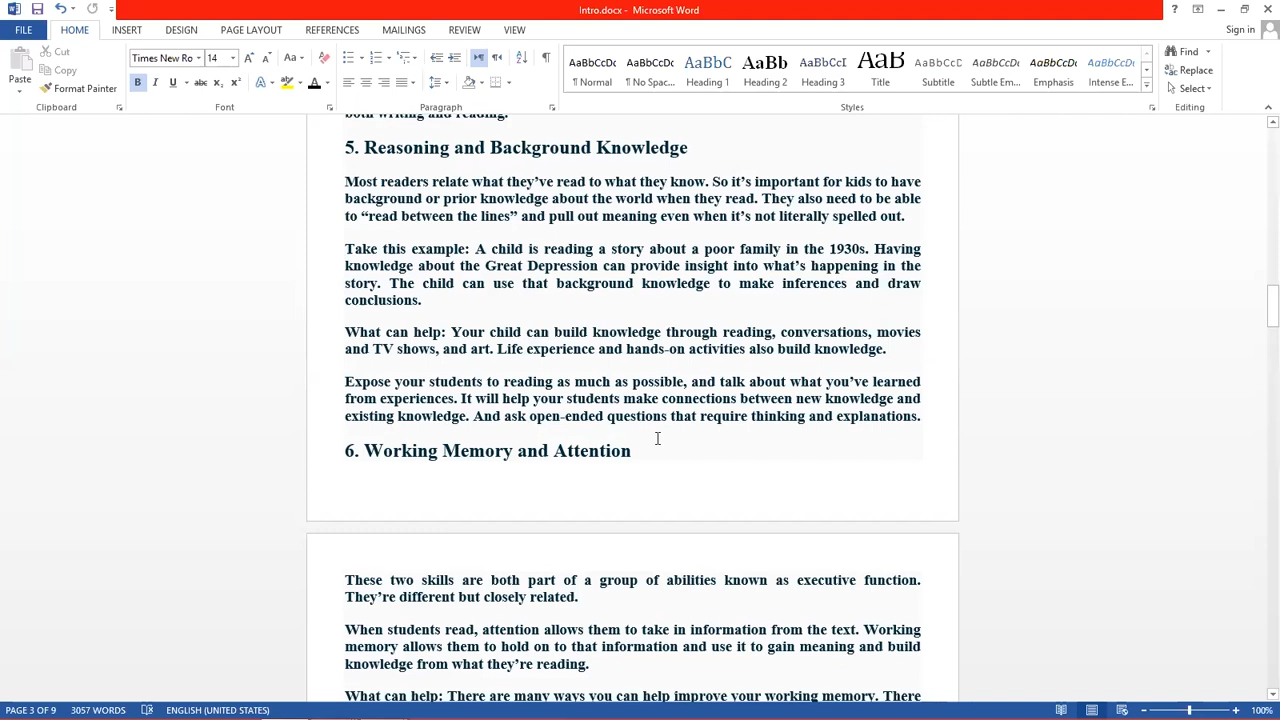 Intro.docx - Microsoft Word
Sign in
FILE HOME INSERT DESIGN PAGE LAYOUT REFERENCES MAILINGS REVIEW VIEW
Paste
Cut
Copy
Format Painter
Clipboard
Times New Ro 14
Font
Paragraph
AaBbCcDc AaBbCcDc AaBbC AaBb AaBbCcI AaB AaBbCcDc AaBbCcDc AaBbCcDc AaBbCcDc
¶ Normal ¶ No Spac... Heading 1 Heading 2 Heading 3 Title Subtitle Subtle Em... Emphasis Intense E...
Styles
Find
Replace
Select
Editing
both writing and reading.
5. Reasoning and Background Knowledge
Most readers relate what they’ve read to what they know. So it’s important for kids to have
background or prior knowledge about the world when they read. They also need to be able
to “read between the lines” and pull out meaning even when it’s not literally spelled out.
Take this example: A child is reading a story about a poor family in the 1930s. Having
knowledge about the Great Depression can provide insight into what’s happening in the
story. The child can use that background knowledge to make inferences and draw
conclusions.
What can help: Your child can build knowledge through reading, conversations, movies
and TV shows, and art. Life experience and hands-on activities also build knowledge.
Expose your students to reading as much as possible, and talk about what you’ve learned
from experiences. It will help your students make connections between new knowledge and
existing knowledge. And ask open-ended questions that require thinking and explanations.
6. Working Memory and Attention
These two skills are both part of a group of abilities known as executive function.
They’re different but closely related.
When students read, attention allows them to take in information from the text. Working
memory allows them to hold on to that information and use it to gain meaning and build
knowledge from what they’re reading.
What can help: There are many ways you can help improve your working memory. There
PAGE 3 OF 9 3057 WORDS ENGLISH (UNITED STATES) 100%